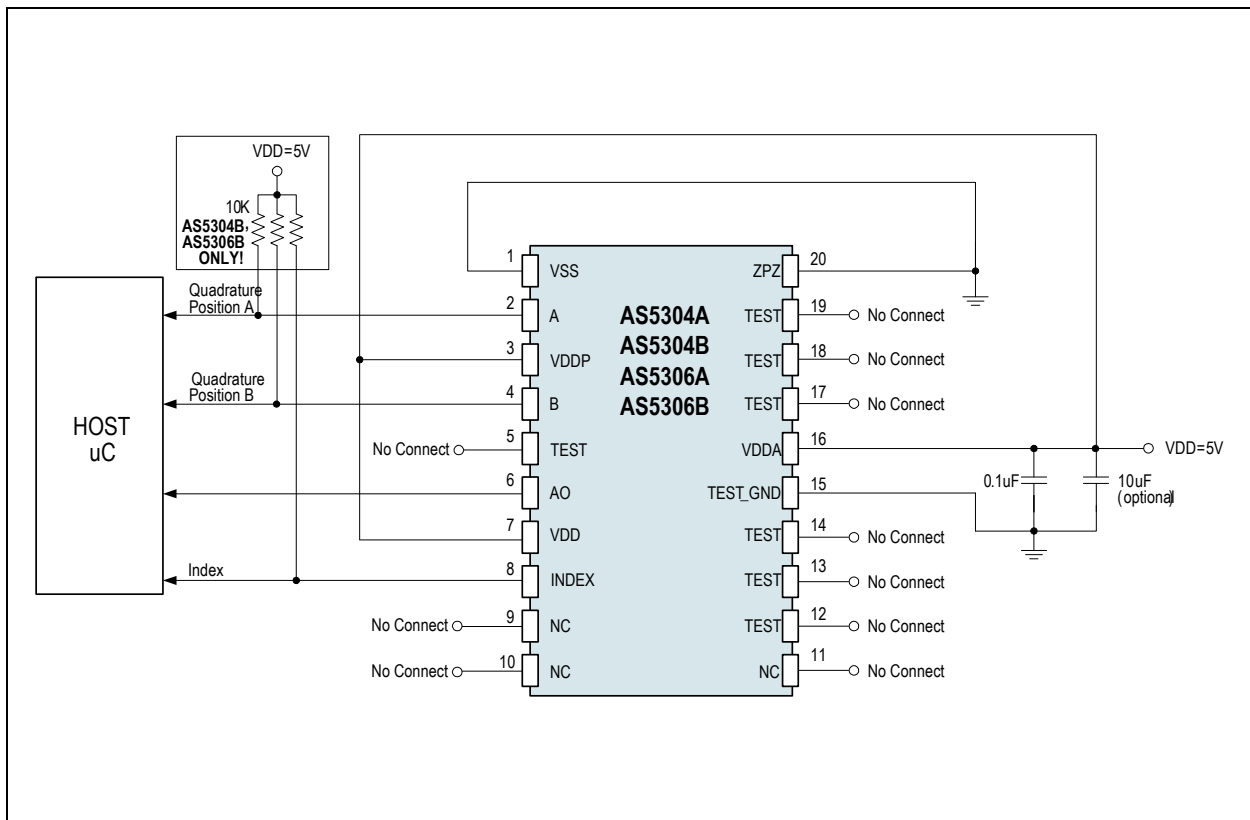 VDD=5V
10K
AS5304B,
AS5306B
ONLY!
HOST
uC
Quadrature
Position A
Quadrature
Position B
Index
No Connect
No Connect
No Connect
1
2
3
4
5
6
7
8
9
10
VSS
A
VDDP
B
TEST
AO
VDD
INDEX
NC
NC
AS5304A
AS5304B
AS5306A
AS5306B
ZPZ
TEST
TEST
TEST
VDDA
TEST_GND
TEST
TEST
TEST
NC
20
19
18
17
16
15
14
13
12
11
No Connect
No Connect
No Connect
VDD=5V
0.1uF
10uF
(optional)
No Connect
No Connect
No Connect
No Connect